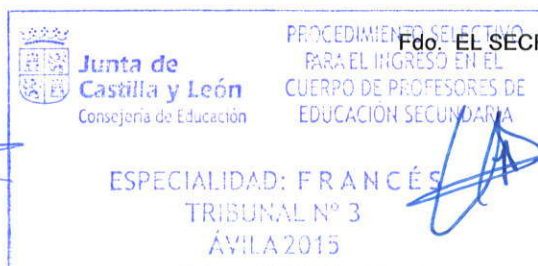 PROCEDIMIENTO SELECTIVO
Fdo. EL SECR
PARA EL INGRESO EN EL
CUERPO DE PROFESORES DE
EDUCACIÓN SECUNDARIA
Junta de
Castilla y León
Consejería de Educación
ESPECIALIDAD: FRANCÉS
TRIBUNAL Nº 3
ÁVILA 2015